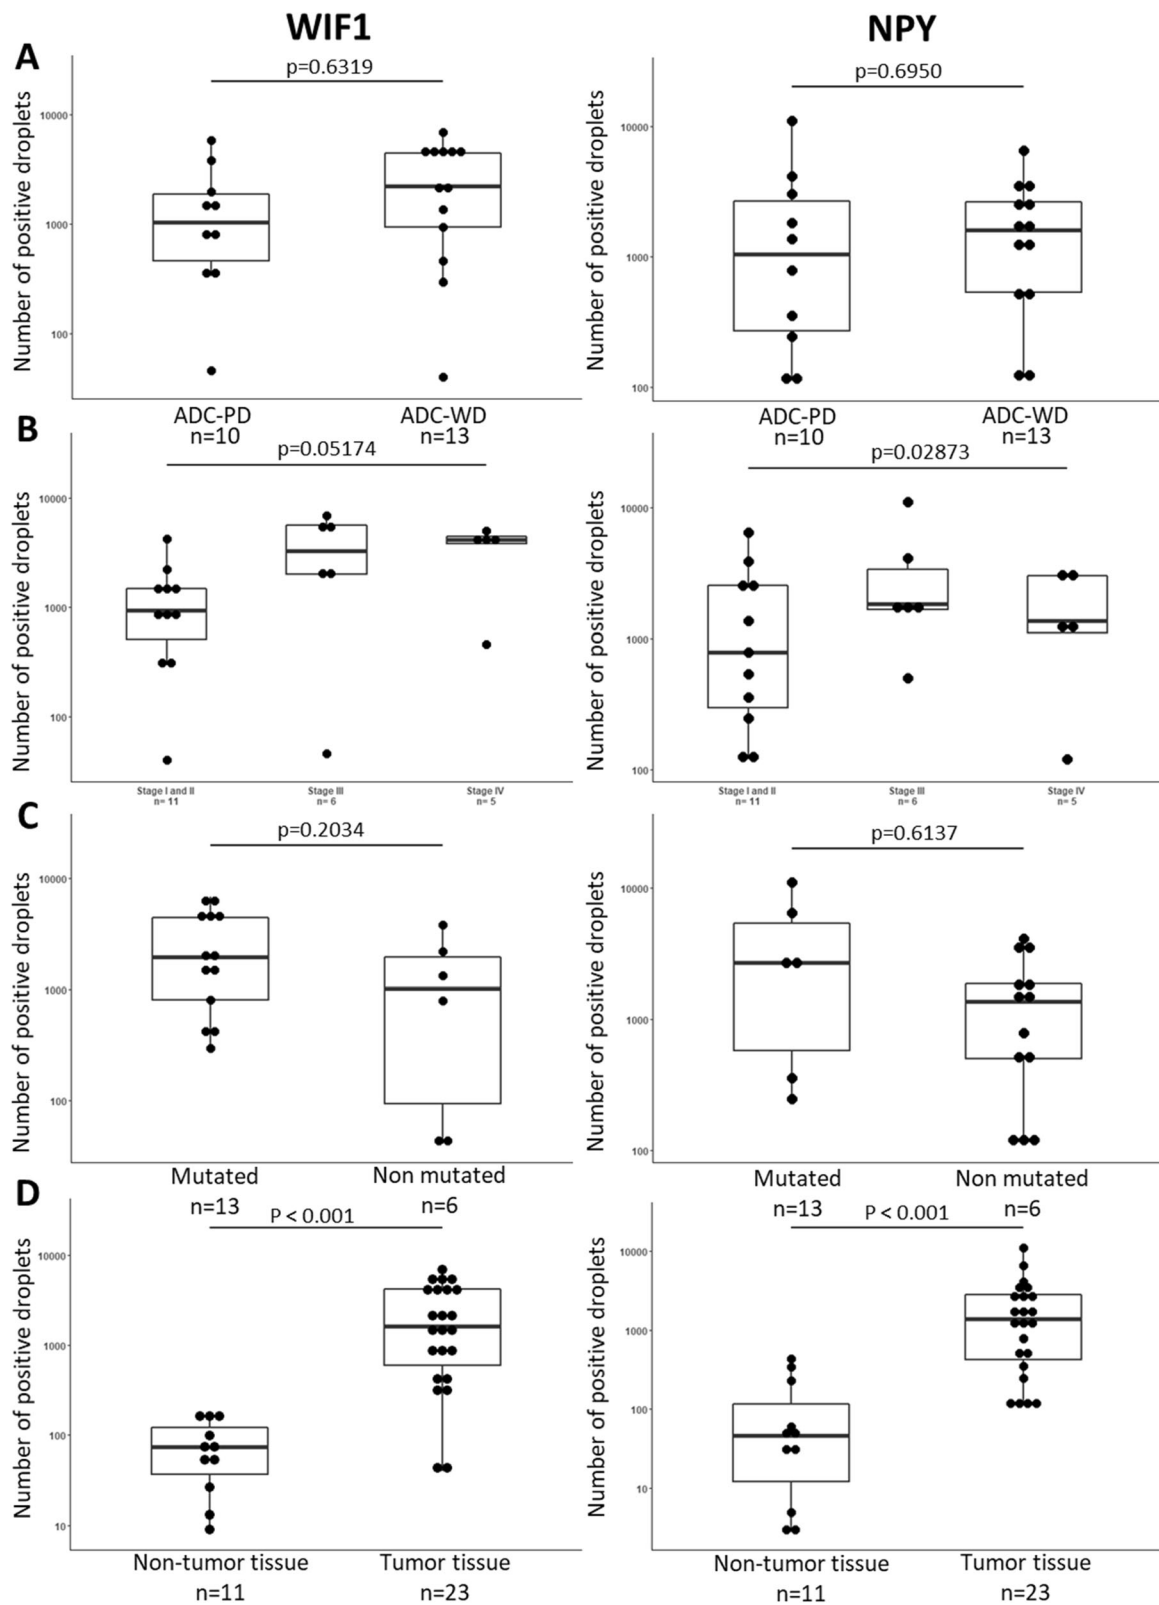 WIF1
NPY
A
p=0.6319
p=0.6950
Number of positive droplets
10000
1000
100
Number of positive droplets
10000
1000
100
ADC-PD
n=10
ADC-WD
n=13
ADC-PD
n=10
ADC-WD
n=13
B
p=0.05174
p=0.02873
Number of positive droplets
10000
1000
100
Number of positive droplets
10000
1000
100
Stage I and II
n= 11
Stage III
n= 6
Stage IV
n= 5
Stage I and II
n= 11
Stage III
n= 6
Stage IV
n= 5
C
p=0.2034
p=0.6137
Number of positive droplets
10000
1000
100
Number of positive droplets
10000
1000
100
Mutated
n=13
Non mutated
n=6
Mutated
n=13
Non mutated
n=6
D
P < 0.001
P < 0.001
Number of positive droplets
10000
1000
100
10
Number of positive droplets
10000
1000
100
10
Non-tumor tissue
n=11
Tumor tissue
n=23
Non-tumor tissue
n=11
Tumor tissue
n=23